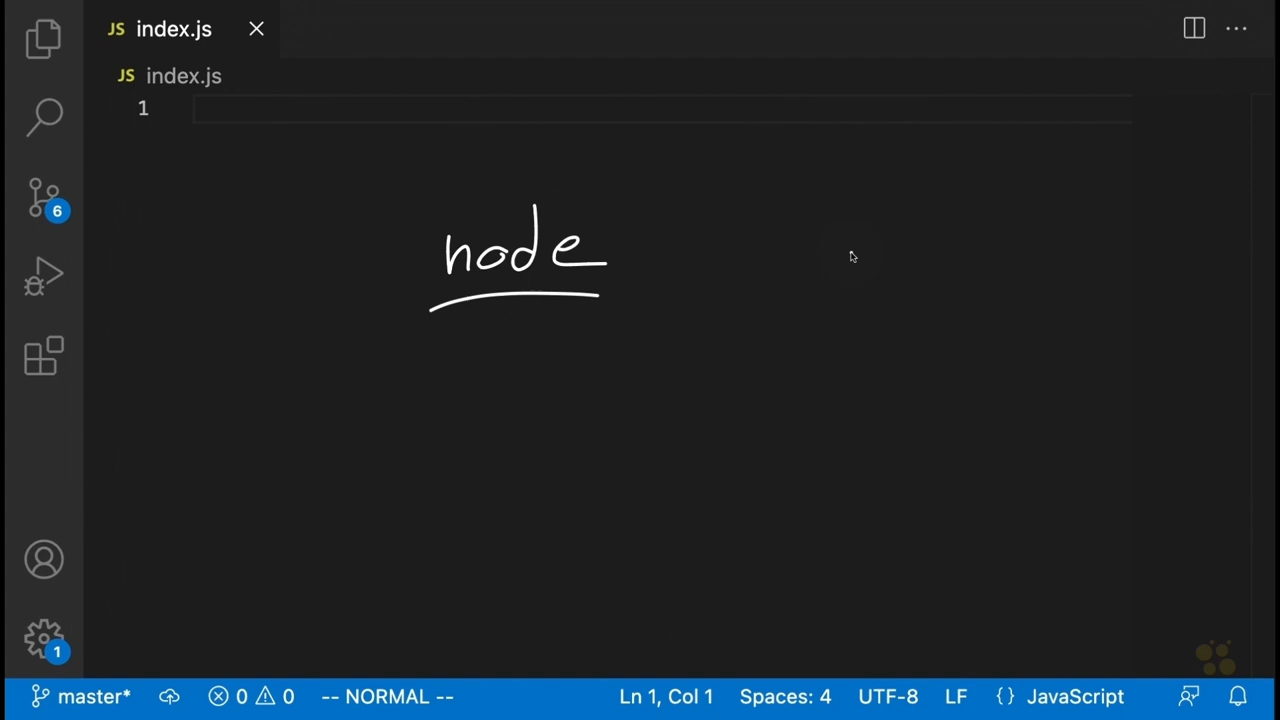 JS index.js
JS index.js
1
node
6
1
master* 0 0 -- NORMAL -- Ln 1, Col 1 Spaces: 4 UTF-8 LF {} JavaScript